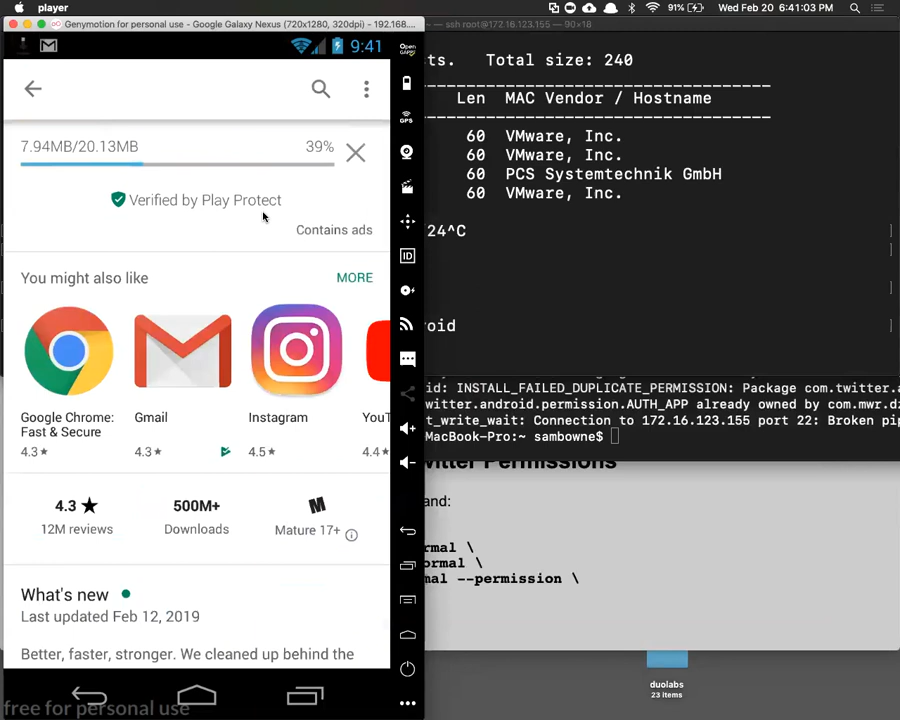 player
91%
Wed Feb 20 6:41:03 PM
Genymotion for personal use - Google Galaxy Nexus (720x1280, 320dpi) - 192.168...
ssh root@172.16.123.155 — 90×18
9:41
7.94MB/20.13MB
39%
Verified by Play Protect
Contains ads
You might also like
MORE
Google Chrome:
Fast & Secure
4.3★
Gmail
4.3★
Instagram
4.5★
YouT
4.4★
4.3 ★
12M reviews
500M+
Downloads
M
Mature 17+
What's new
Last updated Feb 12, 2019
Better, faster, stronger. We cleaned up behind the
free for personal use
Open
GAPPS
GPS
ID
ts. Total size: 240
Len MAC Vendor / Hostname
60 VMware, Inc.
60 VMware, Inc.
60 PCS Systemtechnik GmbH
60 VMware, Inc.
24^C
oid
id: INSTALL_FAILED_DUPLICATE_PERMISSION: Package com.twitter.a
witter.android.permission.AUTH_APP already owned by com.mwr.dz
t_write_wait: Connection to 172.16.123.155 port 22: Broken pip
MacBook-Pro:~ sambowne$
witter Permissions
and:
rmal \
ormal \
mal --permission \
duolabs
23 items